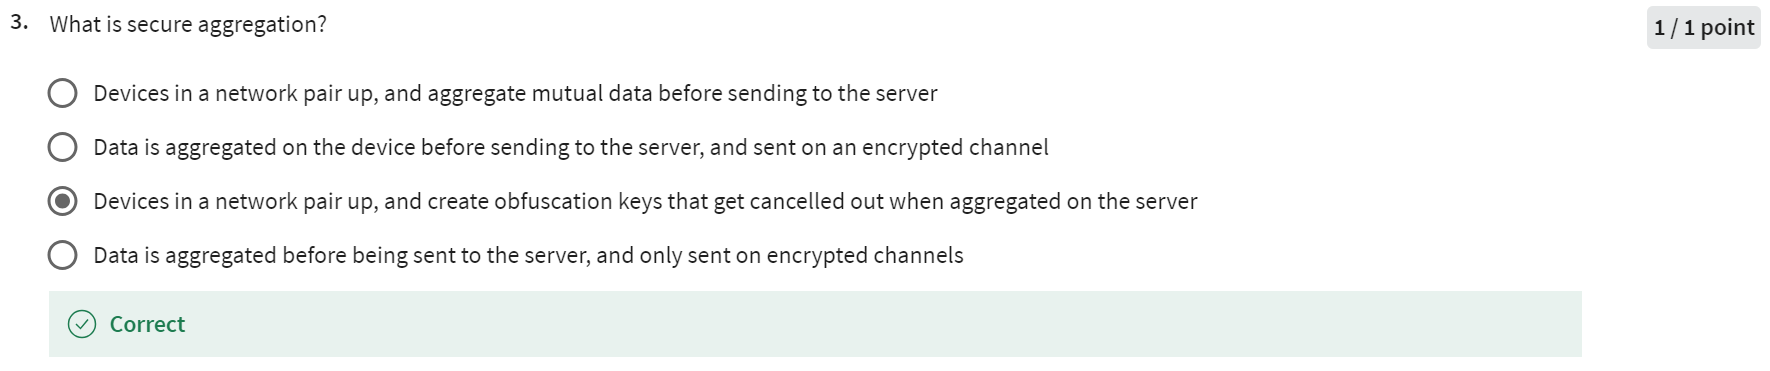 3. What is secure aggregation?
1 / 1 point
Devices in a network pair up, and aggregate mutual data before sending to the server
Data is aggregated on the device before sending to the server, and sent on an encrypted channel
Devices in a network pair up, and create obfuscation keys that get cancelled out when aggregated on the server
Data is aggregated before being sent to the server, and only sent on encrypted channels
Correct